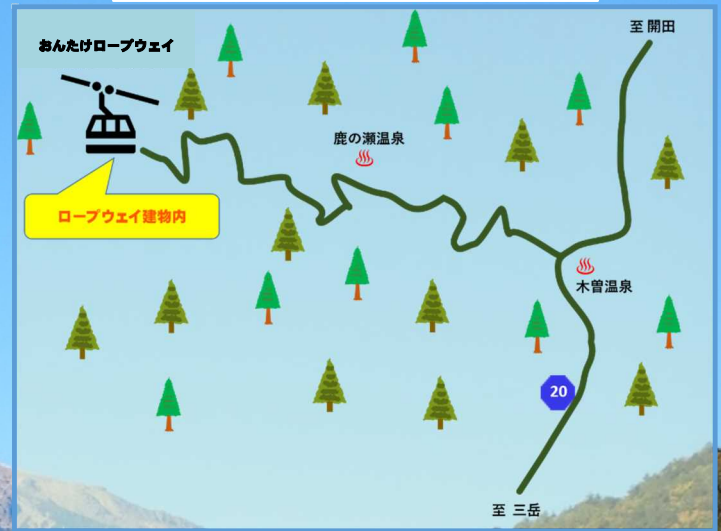 至 開田
おんたけロープウェイ
鹿の瀬温泉
ロープウェイ建物内
木曽温泉
20
至 三岳